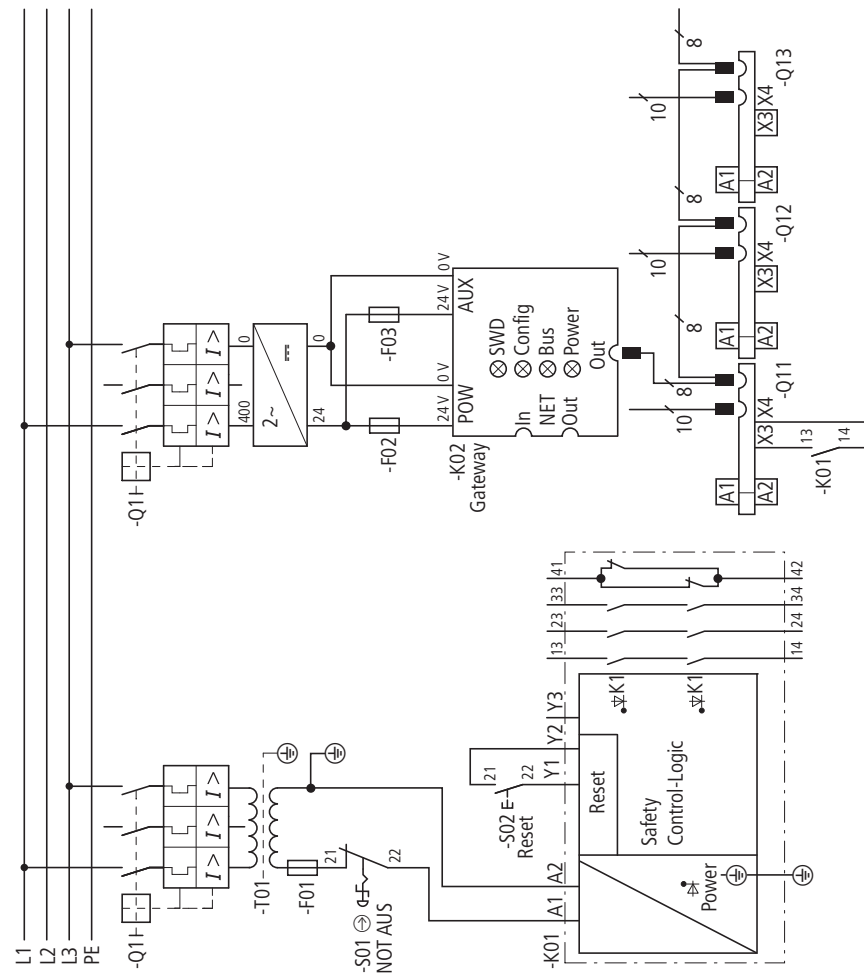 L1
L2
L3
PE
-Q1
I >
I >
I >
-T01
-F01
21
22
-S01
NOT AUS
-K01
A1
A2
Power
-S02
Reset
21
22
Y1
Y2
Y3
Reset
Safety
Control-Logic
K1
K1
13
23
33
41
14
24
34
42
-Q1
I >
I >
I >
400
0
2~
24
0
-F02
-F03
-K02
Gateway
24 V
0 V
24 V
0 V
POW
AUX
In
NET
Out
SWD
Config
Bus
Power
Out
10
8
8
10
8
10
8
A1
A2
X3
X4
-Q11
A1
A2
X3
X4
-Q12
A1
A2
X3
X4
-Q13
-K01
13
14